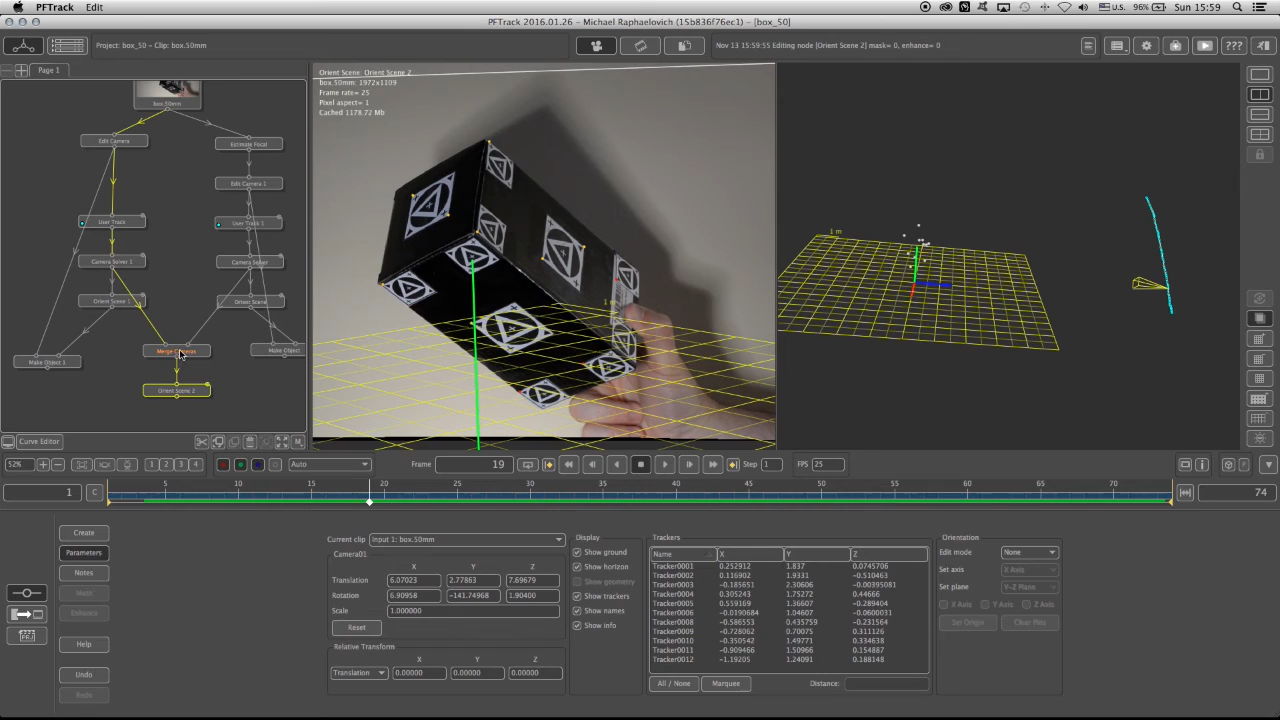 PFTrack Edit U.S. 96% Sun 15:59
PFTrack 2016.01.26 - Michael Raphaelovich (15b836f76ec1) - [box_50]
Project: box_50 - Clip: box.50mm
Nov 13 15:59:55 Editing node [Orient Scene 2] mask= 0, enhance= 0
???
Page 1
box.50mm
Edit Camera
Estimate Focal
Edit Camera 1
User Track
User Track 1
Camera Solver 1
Camera Solver
Orient Scene 1
Orient Scene
Make Object 1
Merge Cameras
Make Object
Orient Scene 2
Orient Scene: Orient Scene 2
box.50mm: 1972x1109
Frame rate= 25
Pixel aspect= 1
Cached 1178.72 Mb
1 m
1 m
Curve Editor
52% 1 2 3 4 Auto Frame 19 Step 1 FPS 25
1 C 5 10 15 20 25 30 35 40 45 50 55 60 65 70 74
Create
Parameters
Notes
Mask
Enhance
Help
Undo
Redo
PRJ
Current clip Input 1: box.50mm
Camera01
X Y Z
Translation 6.07023 2.77863 7.69679
Rotation 6.90958 -141.74968 1.90400
Scale 1.000000
Reset
Relative Transform
X Y Z
Translation 0.00000 0.00000 0.00000
Display
Show ground
Show horizon
Show geometry
Show trackers
Show names
Show info
Trackers
Name X Y Z
Tracker0001 0.252912 1.837 0.0745706
Tracker0002 0.116902 1.9331 -0.510463
Tracker0003 -0.185651 2.30606 -0.00395081
Tracker0004 0.305243 1.75272 0.44666
Tracker0005 0.559169 1.36607 -0.289404
Tracker0006 -0.0190684 1.04607 -0.0600031
Tracker0008 -0.586553 0.435759 -0.231564
Tracker0009 -0.728062 0.70075 0.311126
Tracker0010 -0.350542 1.49771 0.334638
Tracker0011 -0.909466 1.50966 0.154887
Tracker0012 -1.19205 1.24091 0.188148
All / None Marquee Distance:
Orientation
Edit mode None
Set axis X Axis
Set plane Y-Z Plane
X Axis Y Axis Z Axis
Set Origin Clear Pins